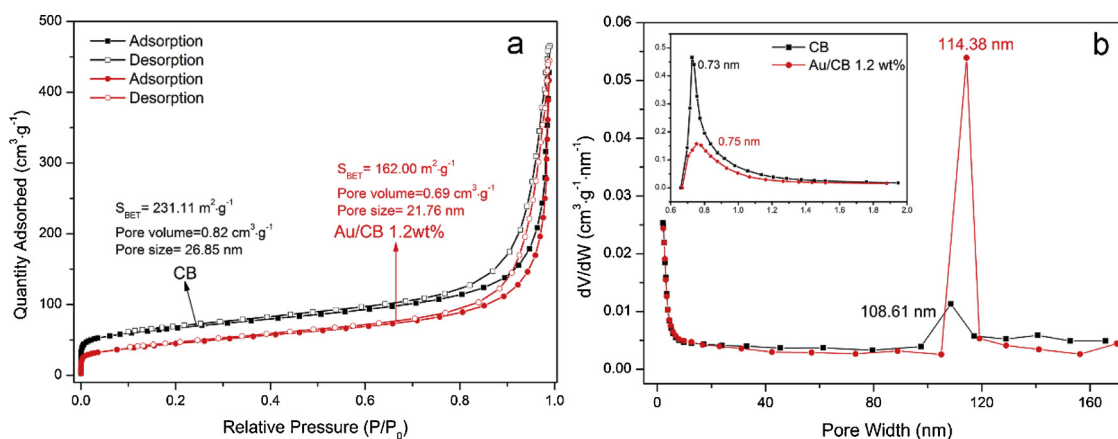 a
Adsorption
Desorption
Adsorption
Desorption
S_BET = 231.11 m²·g⁻¹
Pore volume=0.82 cm³·g⁻¹
Pore size= 26.85 nm
CB
S_BET = 162.00 m²·g⁻¹
Pore volume=0.69 cm³·g⁻¹
Pore size= 21.76 nm
Au/CB 1.2wt%
Quantity Adsorbed (cm³·g⁻¹)
500
400
300
200
100
0
0.0 0.2 0.4 0.6 0.8 1.0
Relative Pressure (P/P₀)
b
CB
Au/CB 1.2 wt%
0.73 nm
0.75 nm
0.5
0.4
0.3
0.2
0.1
0.0
0.6 0.8 1.0 1.2 1.4 1.6 1.8 2.0
114.38 nm
108.61 nm
dV/dW (cm³·g⁻¹·nm⁻¹)
0.06
0.05
0.04
0.03
0.02
0.01
0.00
0 40 80 120 160
Pore Width (nm)